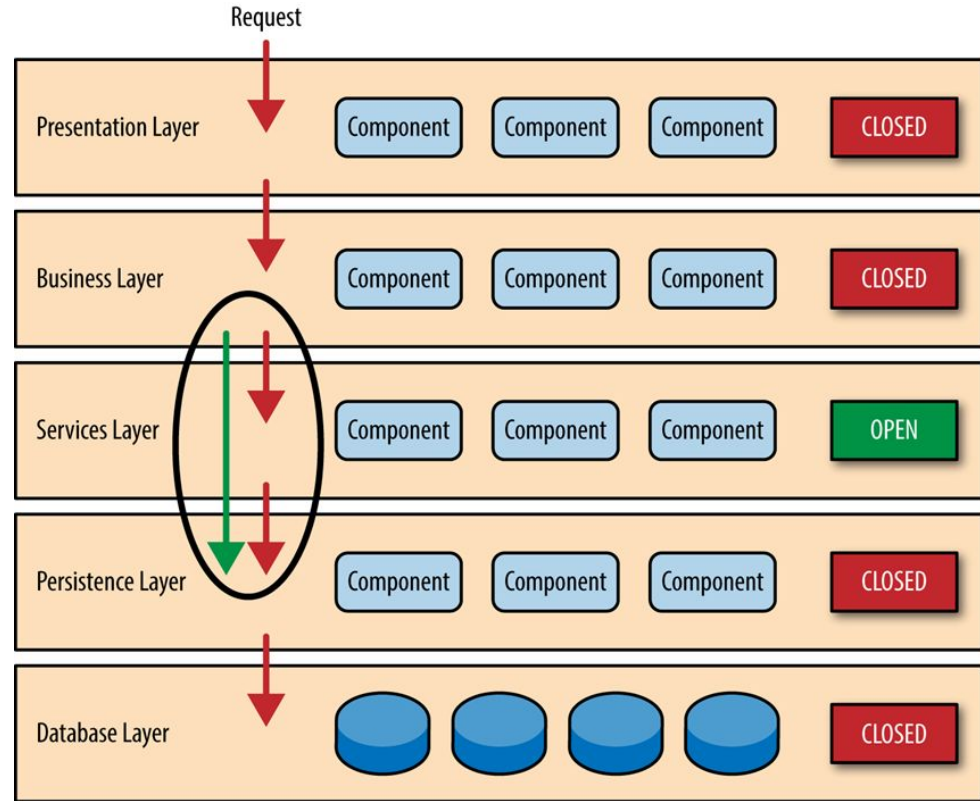 Request
Presentation Layer
Component
Component
Component
CLOSED
Business Layer
Component
Component
Component
CLOSED
Services Layer
Component
Component
Component
OPEN
Persistence Layer
Component
Component
Component
CLOSED
Database Layer
CLOSED